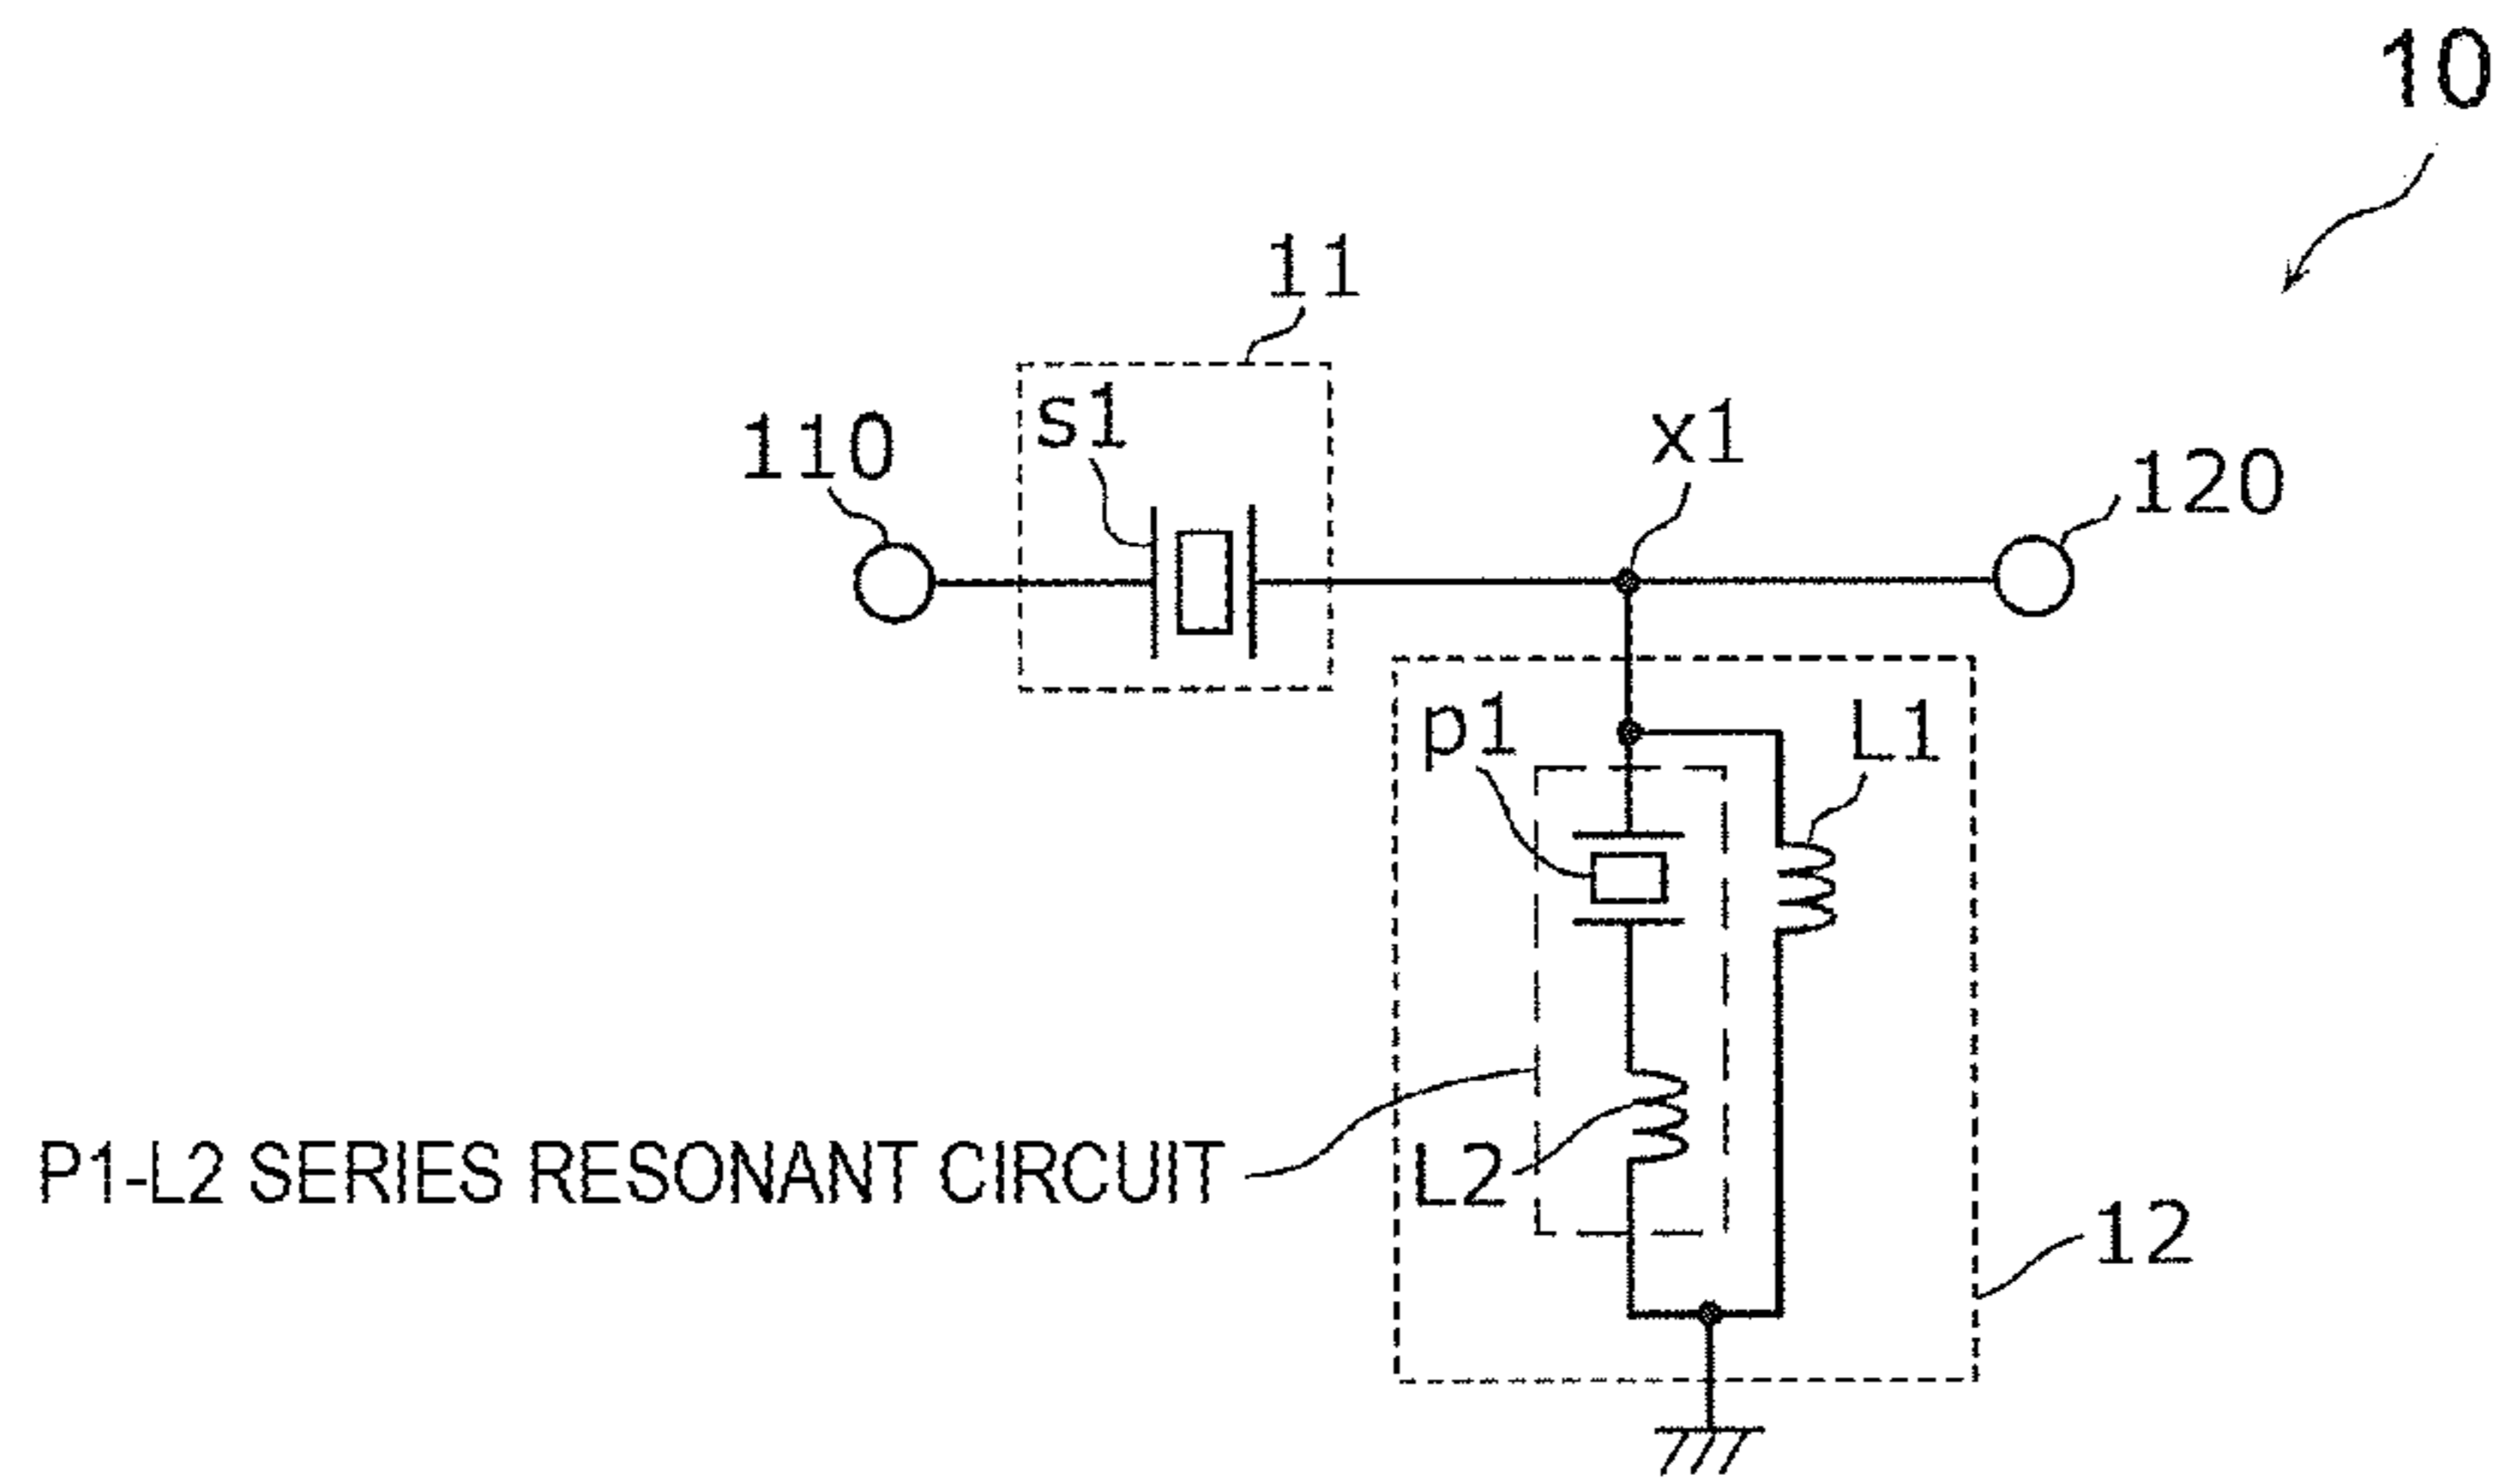 10
11
s1
110
x1
120
p1
L1
P1-L2 SERIES RESONANT CIRCUIT
L2
12